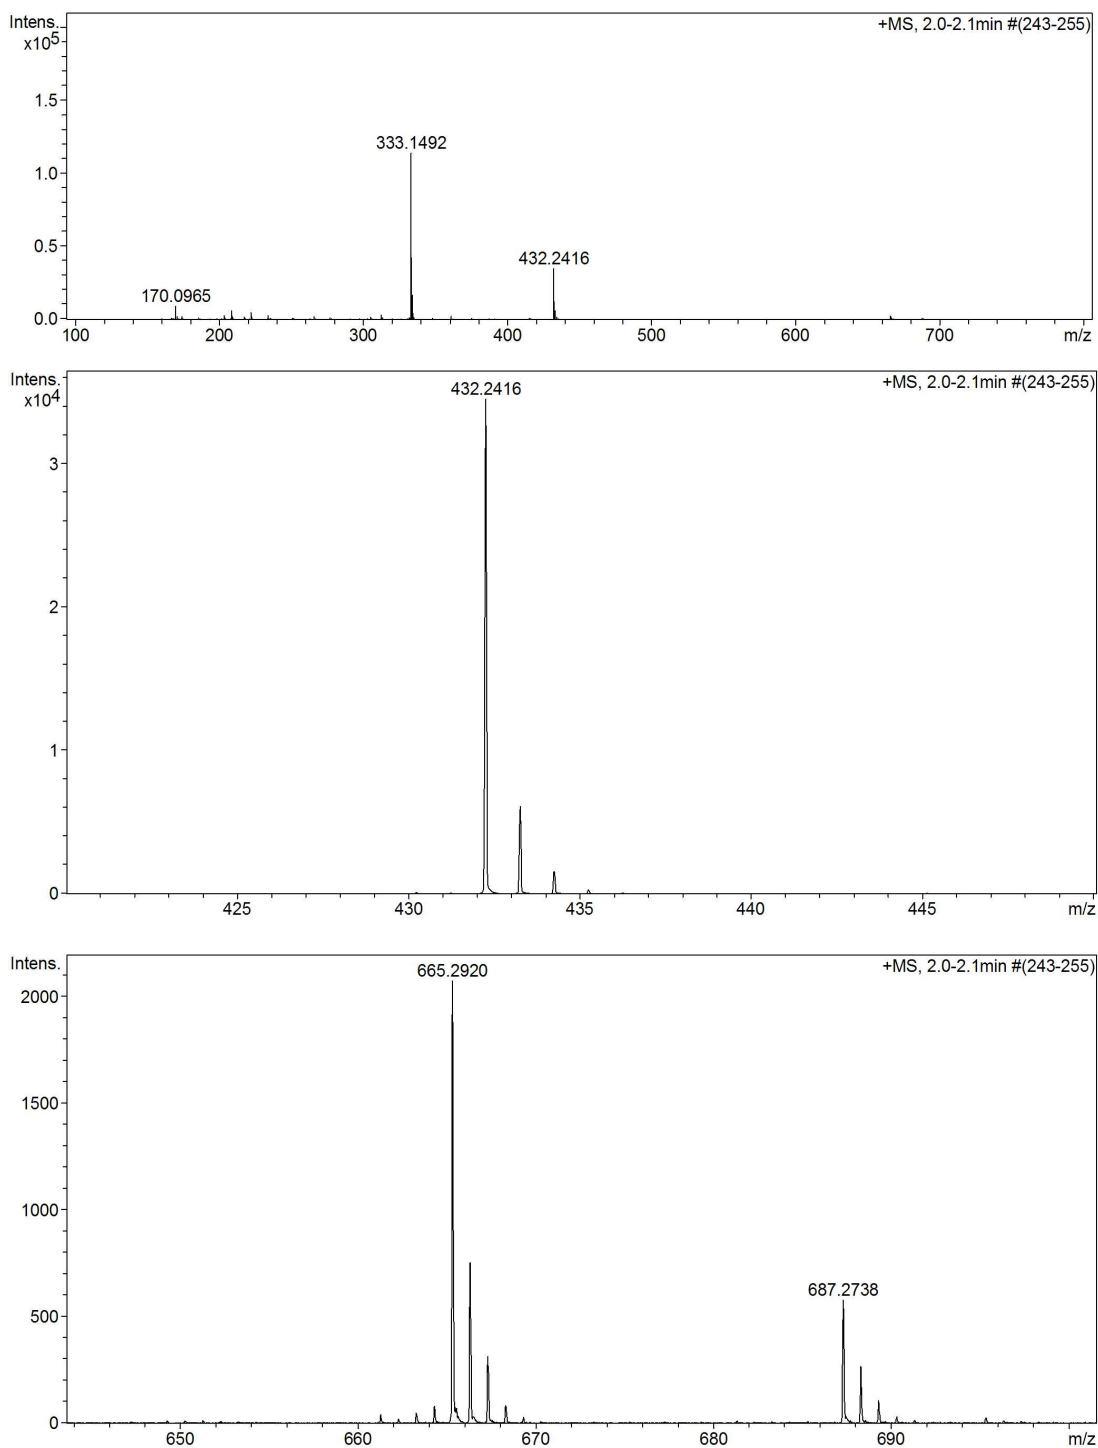 Intens.
x10^5
+MS, 2.0-2.1min #(243-255)
1.5
333.1492
1.0
0.5
432.2416
170.0965
0.0
100 200 300 400 500 600 700 m/z
Intens.
x10^4
+MS, 2.0-2.1min #(243-255)
432.2416
3
2
1
0
425 430 435 440 445 m/z
Intens.
+MS, 2.0-2.1min #(243-255)
665.2920
2000
1500
1000
687.2738
500
0
650 660 670 680 690 m/z